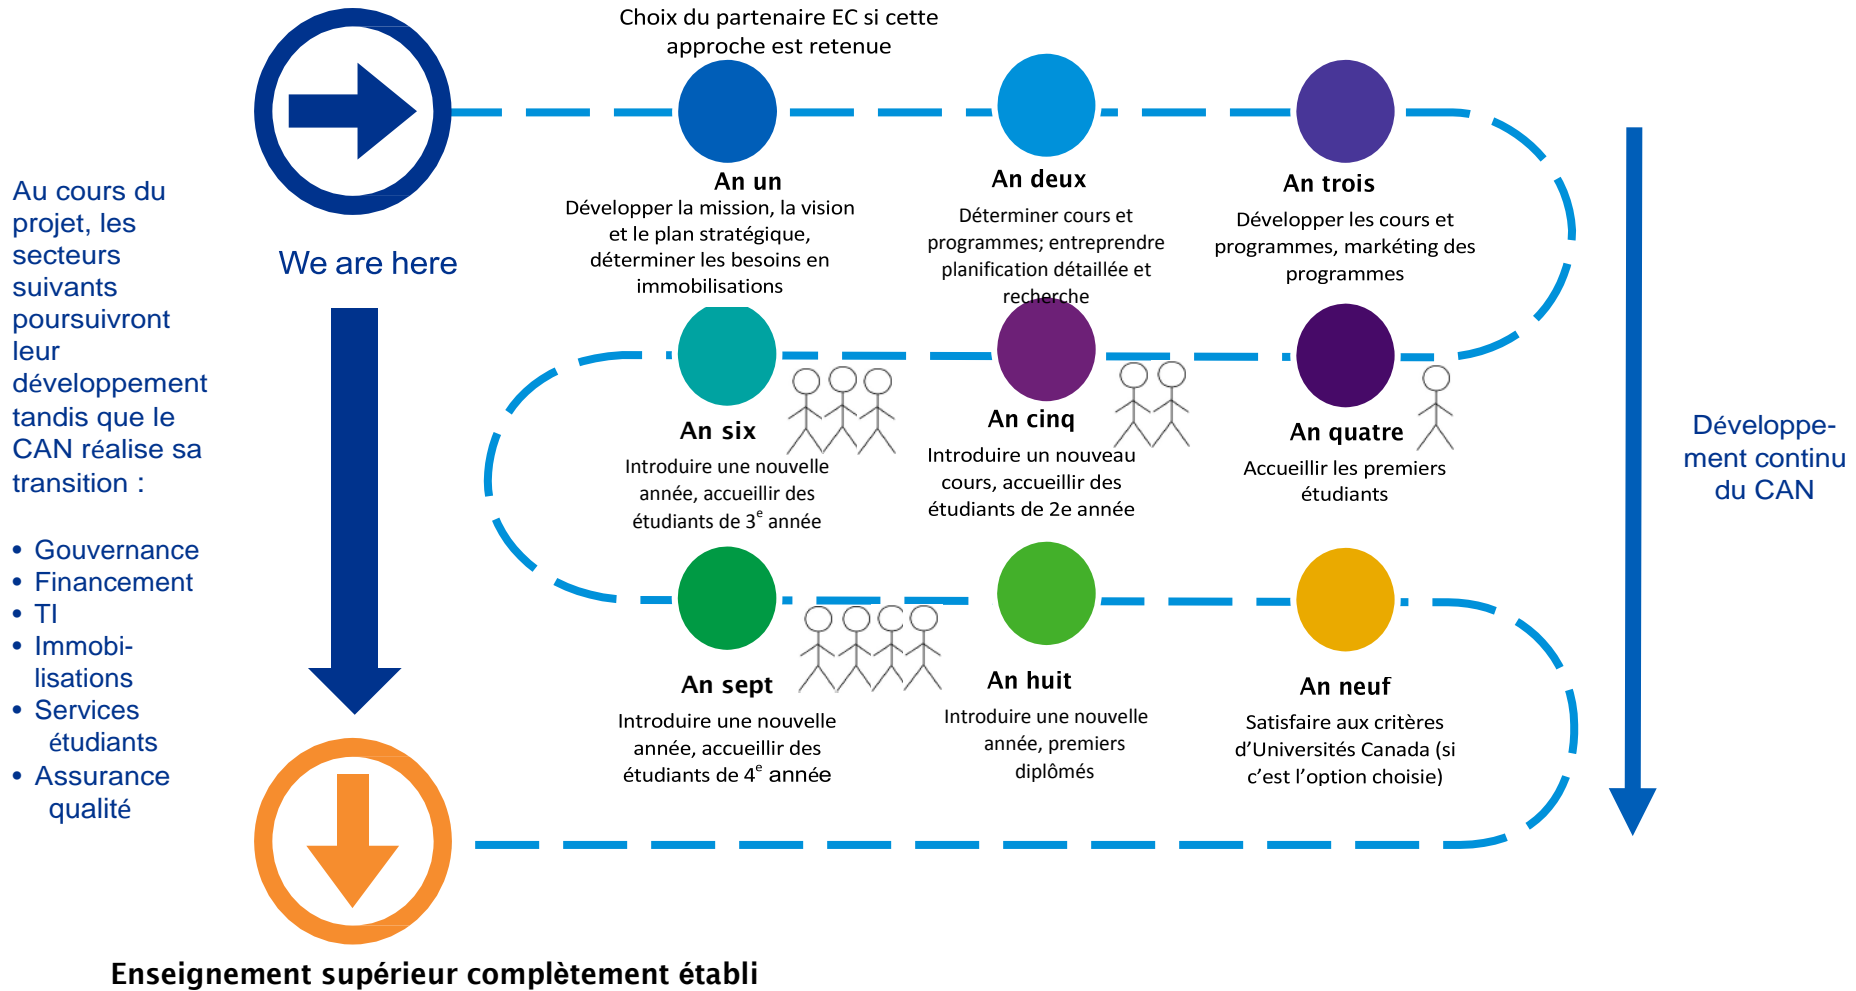 Choix du partenaire EC si cette
approche est retenue
An un
Développer la mission, la vision
et le plan stratégique,
déterminer les besoins en
immobilisations
An deux
Déterminer cours et
programmes; entreprendre
planification détaillée et
recherche
An trois
Développer les cours et
programmes, markéting des
programmes
Au cours du
projet, les
secteurs
suivants
poursuivront
leur
développement
tandis que le
CAN réalise sa
transition :
• Gouvernance
• Financement
• TI
• Immobi-
lisations
• Services
étudiants
• Assurance
qualité
We are here
An six
Introduire une nouvelle
année, accueillir des
étudiants de 3e année
An cinq
Introduire un nouveau
cours, accueillir des
étudiants de 2e année
An quatre
Accueillir les premiers
étudiants
Développe-
ment continu
du CAN
An sept
Introduire une nouvelle
année, accueillir des
étudiants de 4e année
An huit
Introduire une nouvelle
année, premiers
diplômés
An neuf
Satisfaire aux critères
d’Universités Canada (si
c’est l’option choisie)
Enseignement supérieur complètement établi